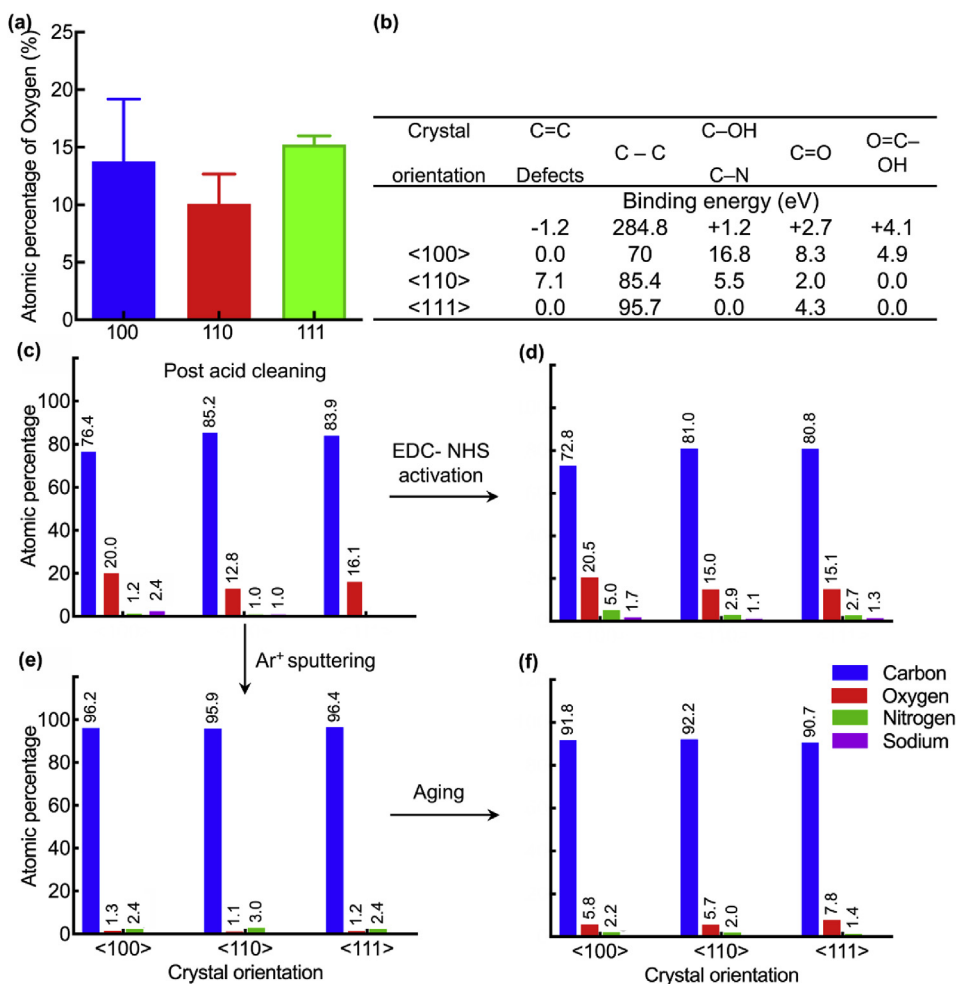 (a)
Atomic percentage of Oxygen (%)
25
20
15
10
5
0
100 110 111
(b)
Crystal orientation C=C Defects C – C C–OH C–N C=O O=C–OH
Binding energy (eV)
-1.2 284.8 +1.2 +2.7 +4.1
<100> 0.0 70 16.8 8.3 4.9
<110> 7.1 85.4 5.5 2.0 0.0
<111> 0.0 95.7 0.0 4.3 0.0
(c)
Post acid cleaning
Atomic percentage
100
80
60
40
20
0
76.4 20.0 1.2 2.4
85.2 12.8 1.0 1.0
83.9 16.1
EDC- NHS
activation
(d)
72.8 20.5 5.0 1.7
81.0 15.0 2.9 1.1
80.8 15.1 2.7 1.3
Ar+ sputtering
(e)
Atomic percentage
100
80
60
40
20
0
96.2 1.3 2.4
95.9 1.1 3.0
96.4 1.2 2.4
<100> <110> <111>
Crystal orientation
Aging
(f)
Carbon
Oxygen
Nitrogen
Sodium
91.8 5.8 2.2
92.2 5.7 2.0
90.7 7.8 1.4
<100> <110> <111>
Crystal orientation